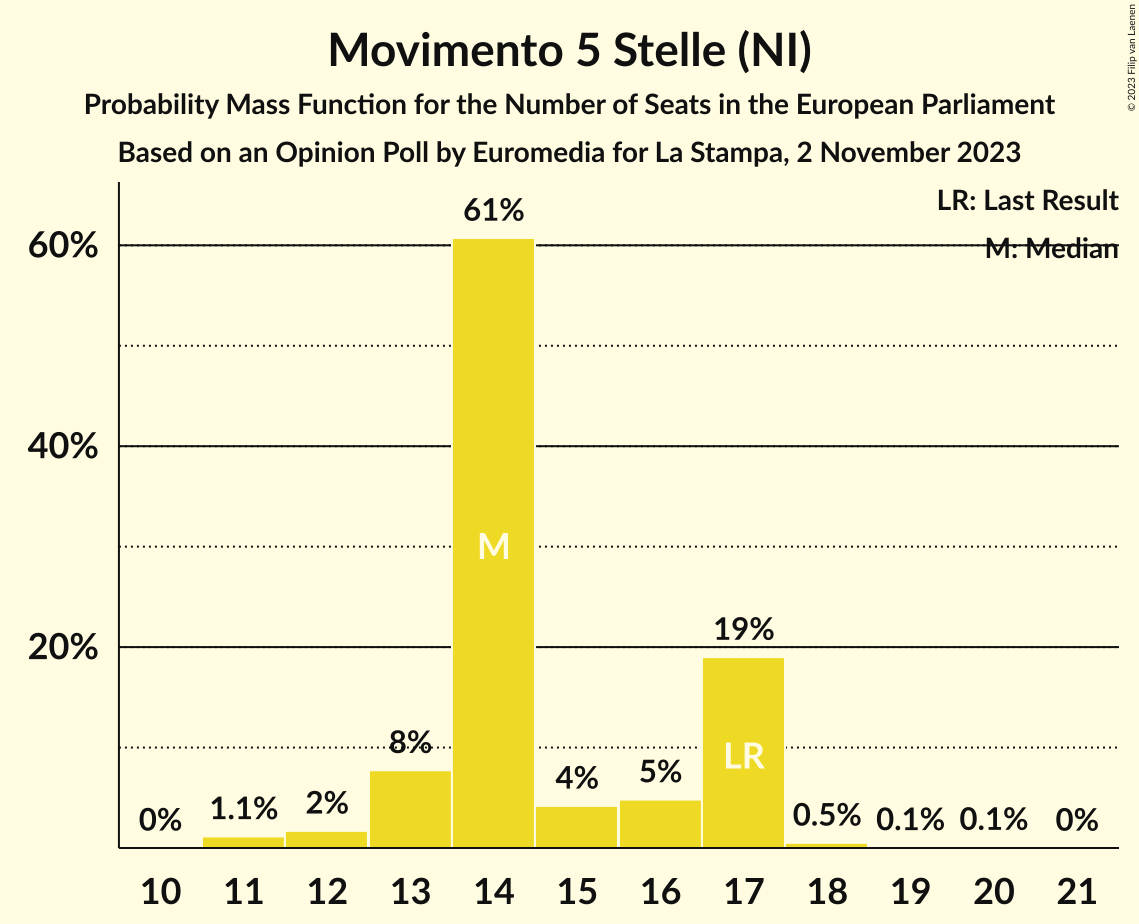 Movimento 5 Stelle (NI)
Probability Mass Function for the Number of Seats in the European Parliament
Based on an Opinion Poll by Euromedia for La Stampa, 2 November 2023
© 2023 Filip van Laenen
LR: Last Result
M: Median
60%
40%
20%
0%
1.1%
2%
8%
61%
4%
5%
19%
0.5%
0.1%
0.1%
0%
M
LR
10 11 12 13 14 15 16 17 18 19 20 21